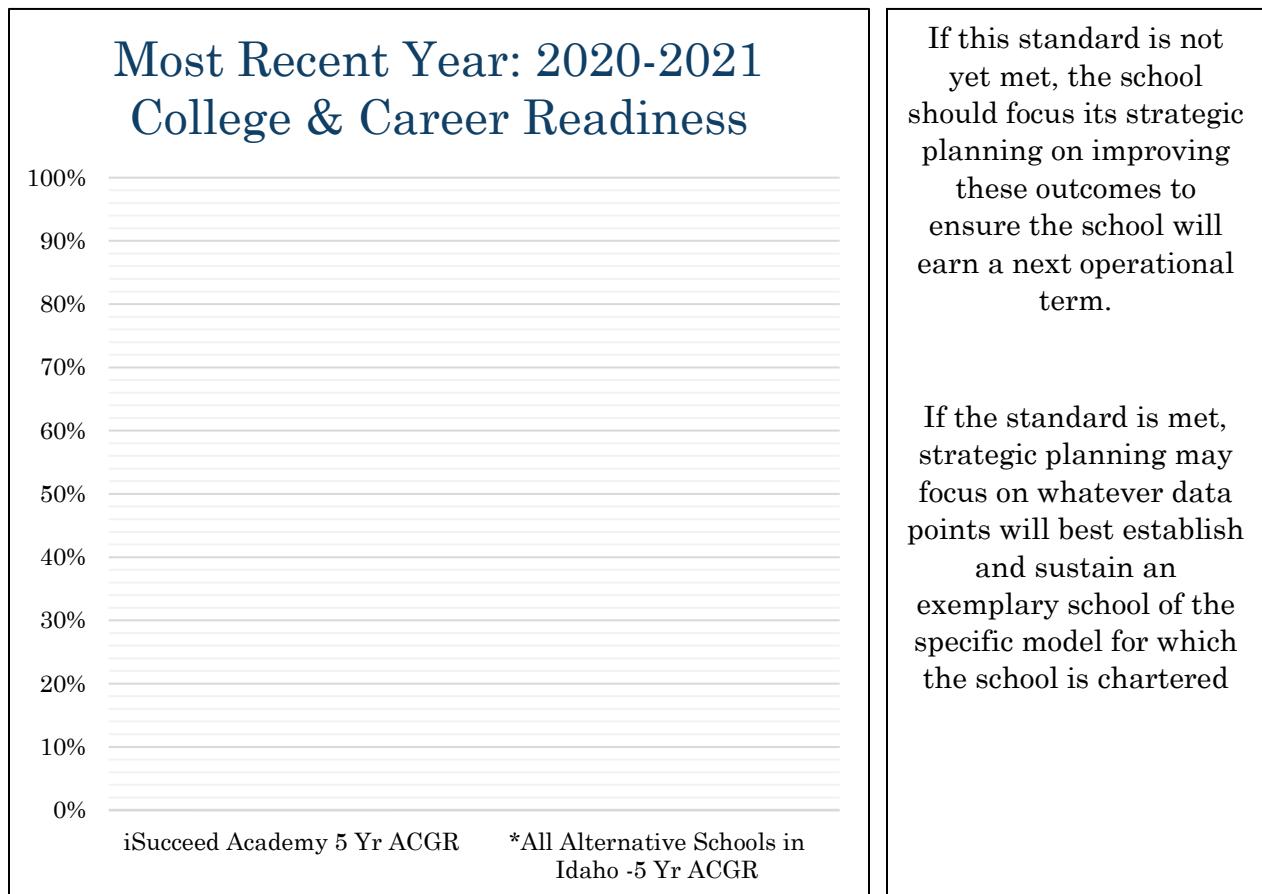 Most Recent Year: 2020-2021
College & Career Readiness
100%
90%
80%
70%
60%
50%
40%
30%
20%
10%
0%
iSucceed Academy 5 Yr ACGR
*All Alternative Schools in
Idaho -5 Yr ACGR
If this standard is not
yet met, the school
should focus its strategic
planning on improving
these outcomes to
ensure the school will
earn a next operational
term.
If the standard is met,
strategic planning may
focus on whatever data
points will best establish
and sustain an
exemplary school of the
specific model for which
the school is chartered